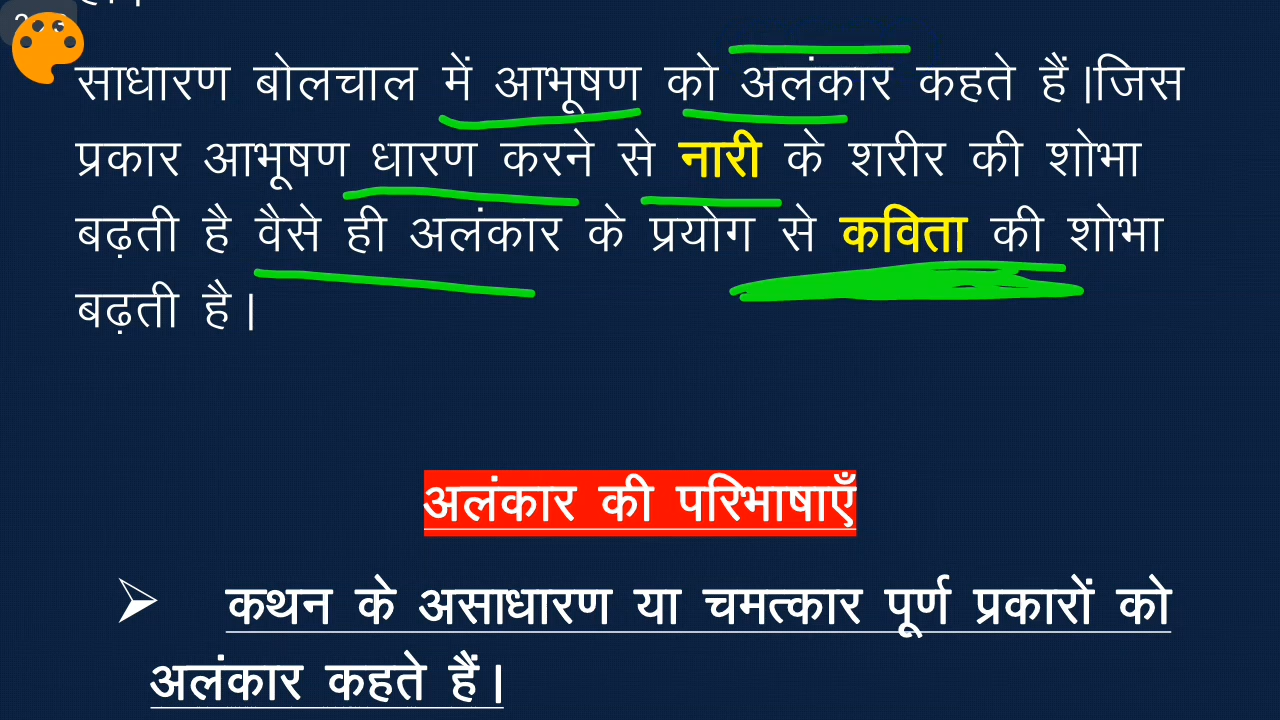 साधारण बोलचाल में आभूषण को अलंकार कहते हैं |जिस
प्रकार आभूषण धारण करने से नारी के शरीर की शोभा
बढ़ती है वैसे ही अलंकार के प्रयोग से कविता की शोभा
बढ़ती है |
अलंकार की परिभाषाएँ
➢ कथन के असाधारण या चमत्कार पूर्ण प्रकारों को
अलंकार कहते हैं |